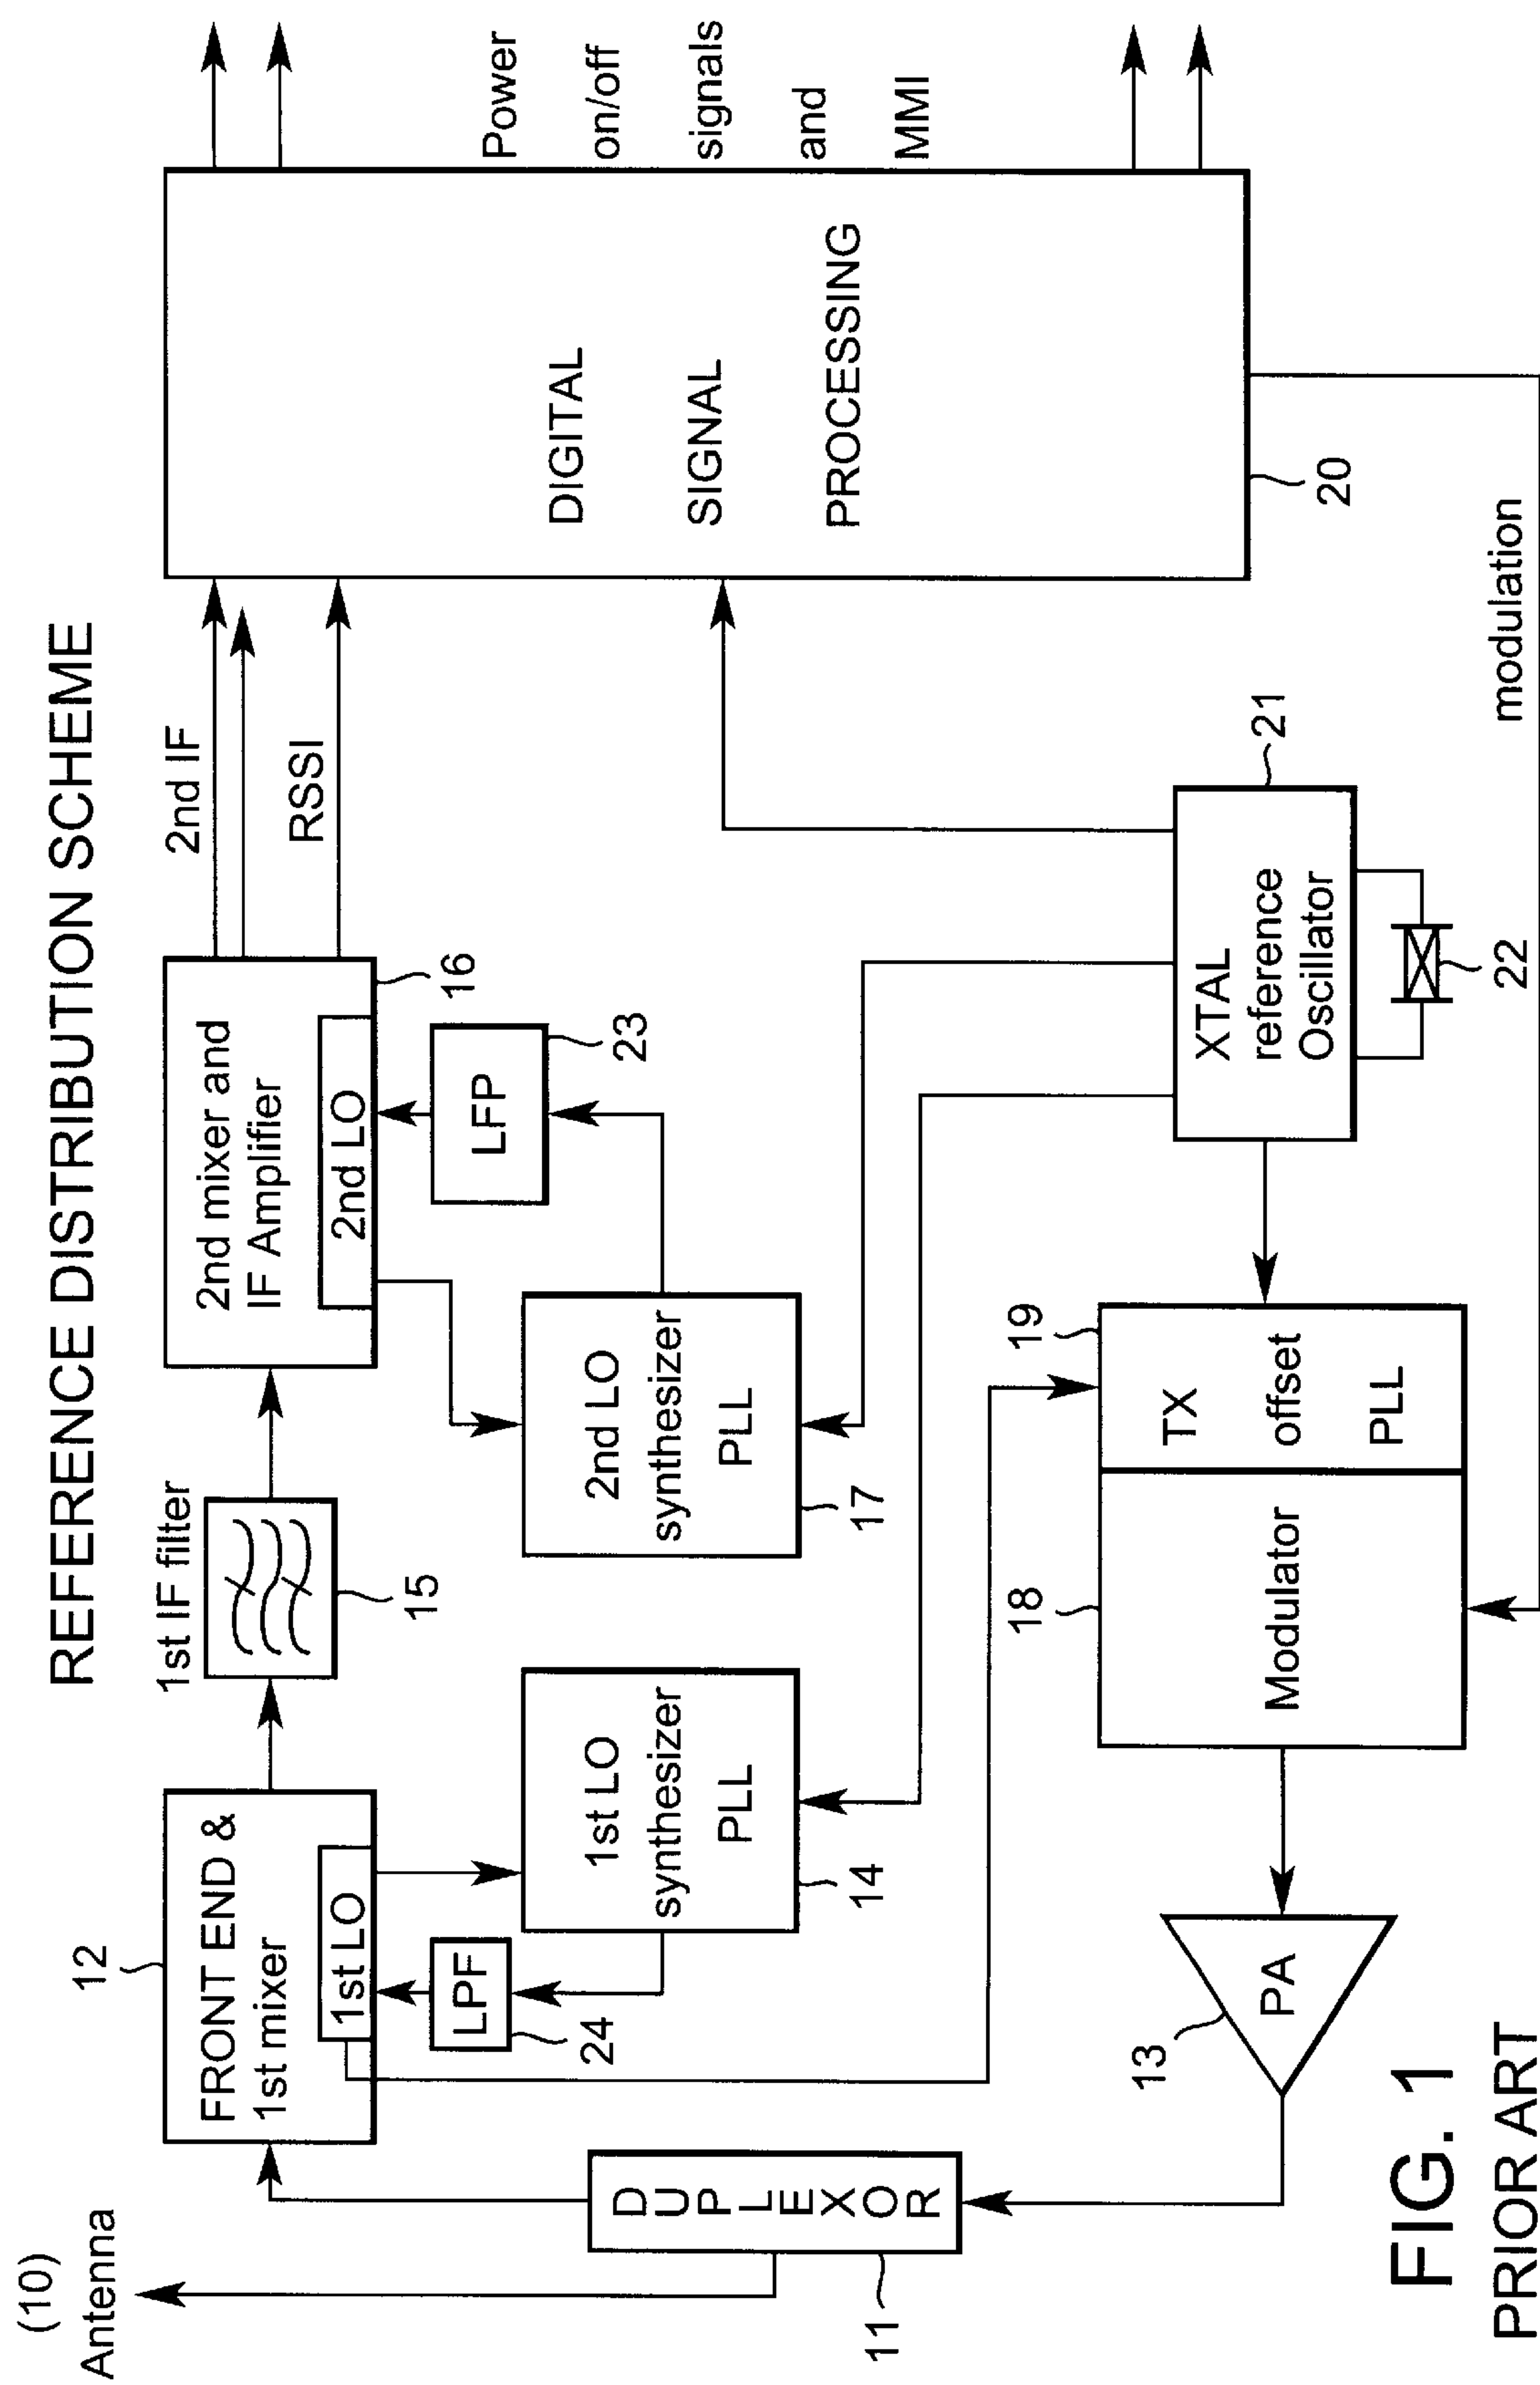 REFERENCE DISTRIBUTION SCHEME
(10)
Antenna
12
FRONT END &
1st mixer
1st LO
1st IF filter
15
2nd mixer and
IF Amplifier
2nd LO
16
2nd IF
RSSI
DIGITAL
SIGNAL
PROCESSING
20
Power
on/off
signals
and
MMI
LPF
24
1st LO
synthesizer
PLL
14
LFP
23
2nd LO
synthesizer
PLL
17
DUPLEXOR
11
XTAL
reference
Oscillator
21
22
18
Modulator
19
TX
offset
PLL
modulation
13
PA
FIG. 1
PRIOR ART